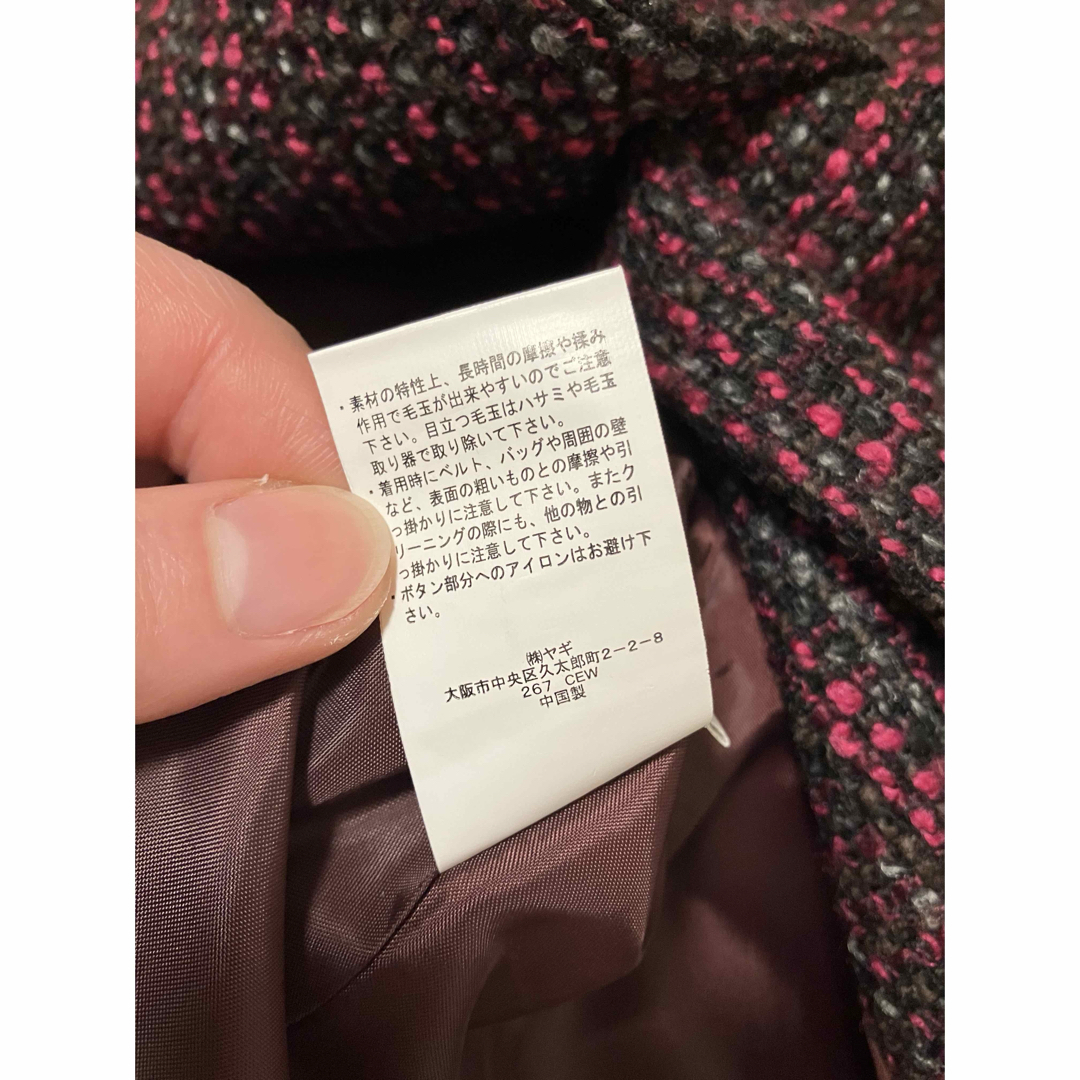 ・素材の特性上、長時間の摩擦や揉み
作用で毛玉が出来やすいのでご注意
下さい。目立つ毛玉はハサミや毛玉
取り器で取り除いて下さい。
・着用時にベルト、バッグや周囲の壁
など、表面の粗いものとの摩擦や引
っ掛かりに注意して下さい。またク
リーニングの際にも、他の物との引
っ掛かりに注意して下さい。
・ボタン部分へのアイロンはお避け下
さい。
㈱ヤギ
大阪市中央区久太郎町2-2-8
267 CEW
中国製